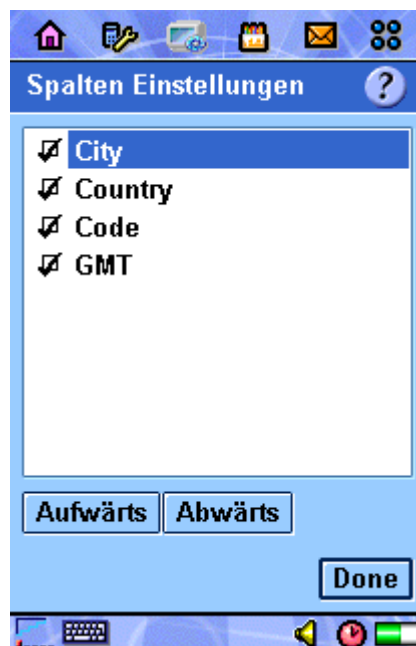 Spalten Einstellungen ?
City
Country
Code
GMT
Aufwärts Abwärts
Done